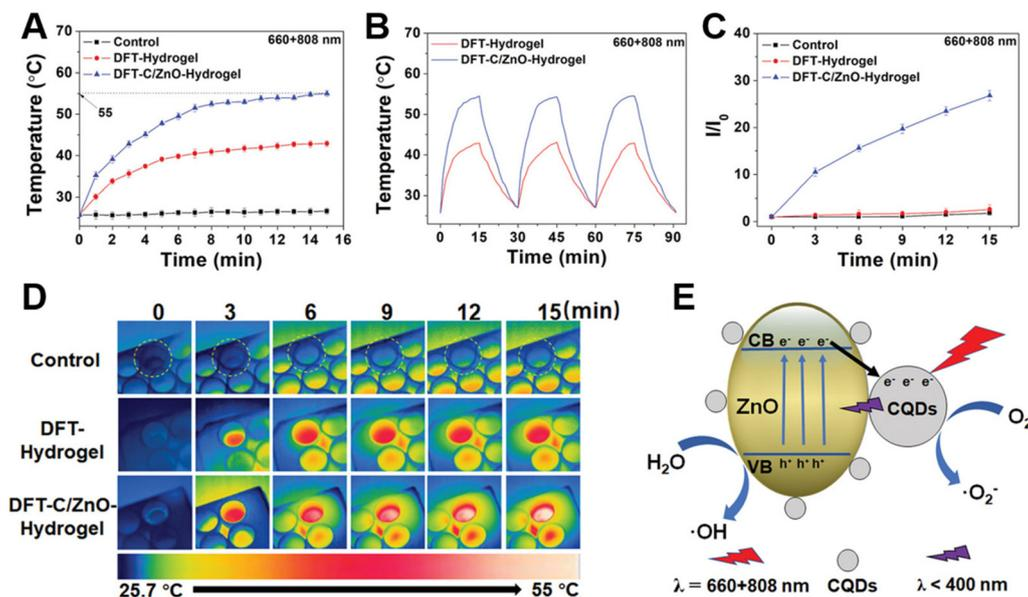 A
70
60
50
40
30
Temperature (°C)
Control
DFT-Hydrogel
DFT-C/ZnO-Hydrogel
660+808 nm
55
0 2 4 6 8 10 12 14 16
Time (min)
B
70
60
50
40
30
Temperature (°C)
DFT-Hydrogel
DFT-C/ZnO-Hydrogel
660+808 nm
0 15 30 45 60 75 90
Time (min)
C
40
30
20
10
0
I/I0
Control
DFT-Hydrogel
DFT-C/ZnO-Hydrogel
660+808 nm
0 3 6 9 12 15
Time (min)
D
0 3 6 9 12 15(min)
Control
DFT-
Hydrogel
DFT-C/ZnO-
Hydrogel
25.7 °C 55 °C
E
CB e- e- e-
e- e- e-
ZnO
CQDs
O2
H2O
VB h+ h+ h+
·O2-
·OH
λ = 660+808 nm CQDs λ < 400 nm